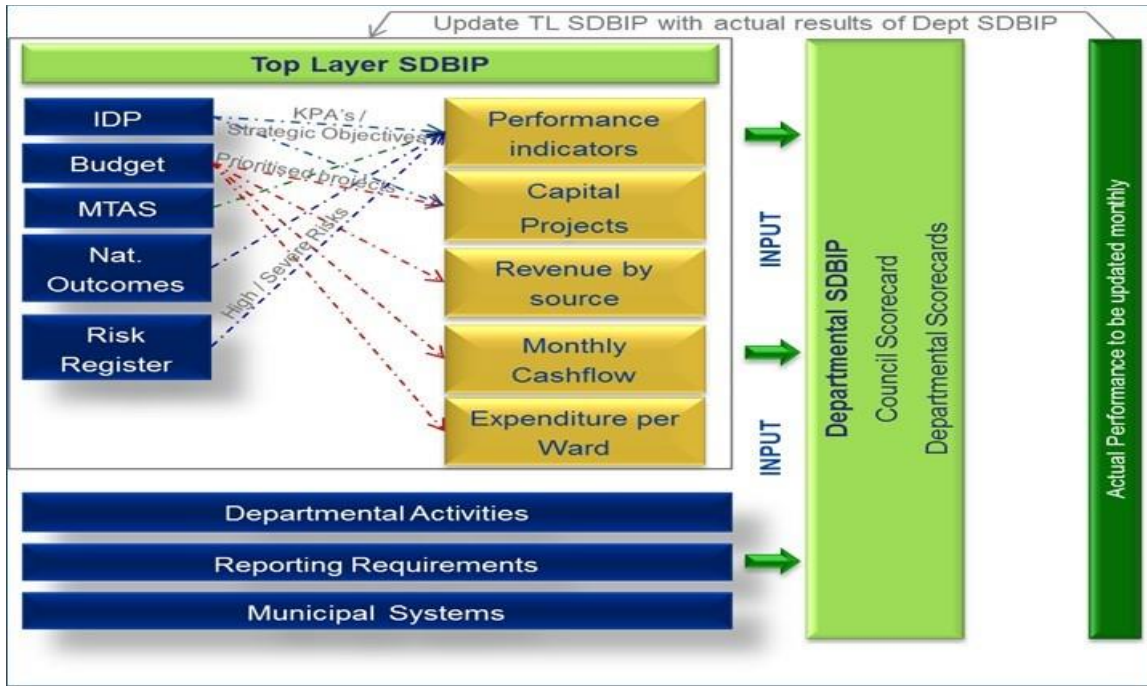 Update TL SDBIP with actual results of Dept SDBIP
Top Layer SDBIP
IDP
Budget
MTAS
Nat.
Outcomes
Risk
Register
KPA's /
Strategic Objectives
Prioritised projects
High / Severe Risks
Performance
indicators
Capital
Projects
Revenue by
source
Monthly
Cashflow
Expenditure per
Ward
INPUT
INPUT
Departmental SDBIP
Council Scorecard
Departmental Scorecards
Actual Performance to be updated monthly
Departmental Activities
Reporting Requirements
Municipal Systems